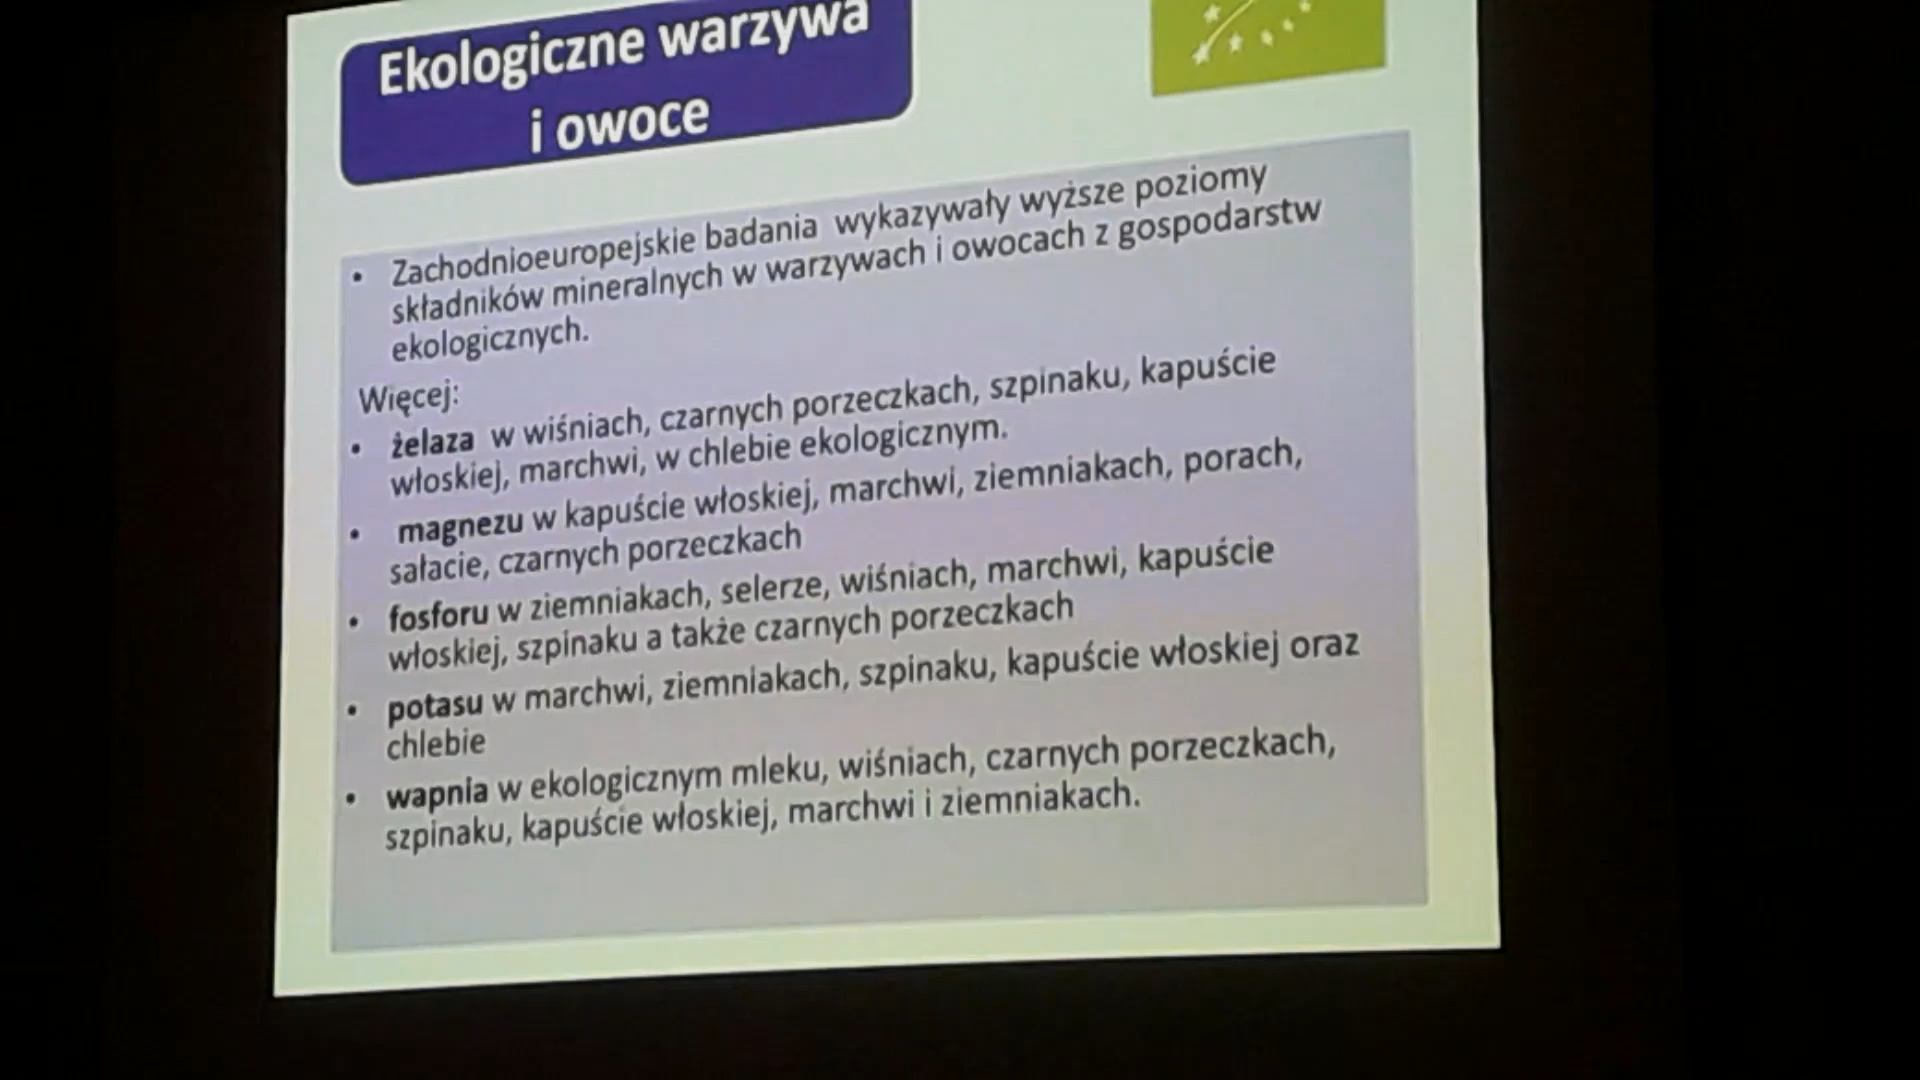 Ekologiczne warzywa
i owoce
• Zachodnioeuropejskie badania wykazywały wyższe poziomy
składników mineralnych w warzywach i owocach z gospodarstw
ekologicznych.
Więcej:
• żelaza w wiśniach, czarnych porzeczkach, szpinaku, kapuście
włoskiej, marchwi, w chlebie ekologicznym.
• magnezu w kapuście włoskiej, marchwi, ziemniakach, porach,
sałacie, czarnych porzeczkach
• fosforu w ziemniakach, selerze, wiśniach, marchwi, kapuście
włoskiej, szpinaku a także czarnych porzeczkach
• potasu w marchwi, ziemniakach, szpinaku, kapuście włoskiej oraz
chlebie
• wapnia w ekologicznym mleku, wiśniach, czarnych porzeczkach,
szpinaku, kapuście włoskiej, marchwi i ziemniakach.